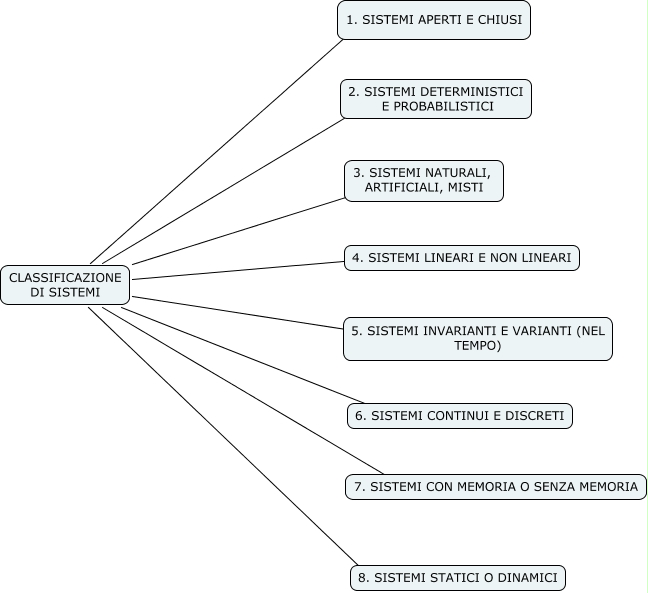 1. SISTEMI APERTI E CHIUSI
2. SISTEMI DETERMINISTICI
E PROBABILISTICI
3. SISTEMI NATURALI,
ARTIFICIALI, MISTI
4. SISTEMI LINEARI E NON LINEARI
CLASSIFICAZIONE
DI SISTEMI
5. SISTEMI INVARIANTI E VARIANTI (NEL
TEMPO)
6. SISTEMI CONTINUI E DISCRETI
7. SISTEMI CON MEMORIA O SENZA MEMORIA
8. SISTEMI STATICI O DINAMICI